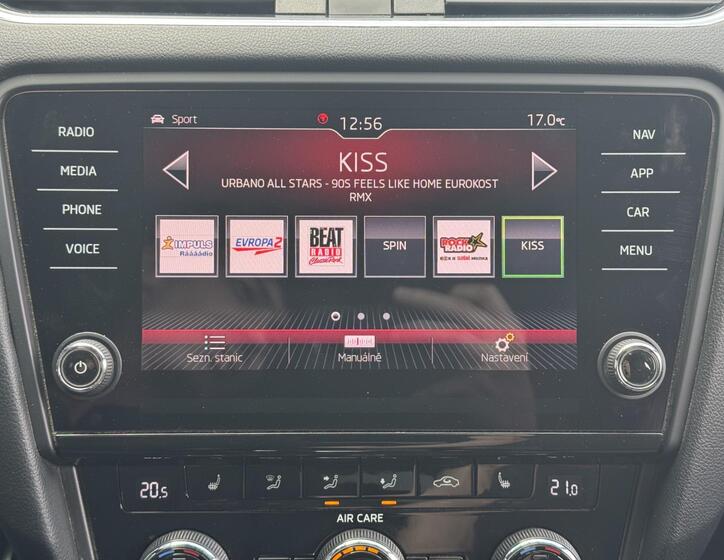 Sport
12:56
17.0°C
RADIO
MEDIA
PHONE
VOICE
KISS
URBANO ALL STARS - 90S FEELS LIKE HOME EUROKOST
RMX
IMPULS
Ráááádio
EVROPA 2
BEAT
RADIO
Classic Rock
SPIN
ROCK
RADIO
KISS
Sezn. stanic
Manuálně
Nastavení
NAV
APP
CAR
MENU
20.5
21.0
AIR CARE